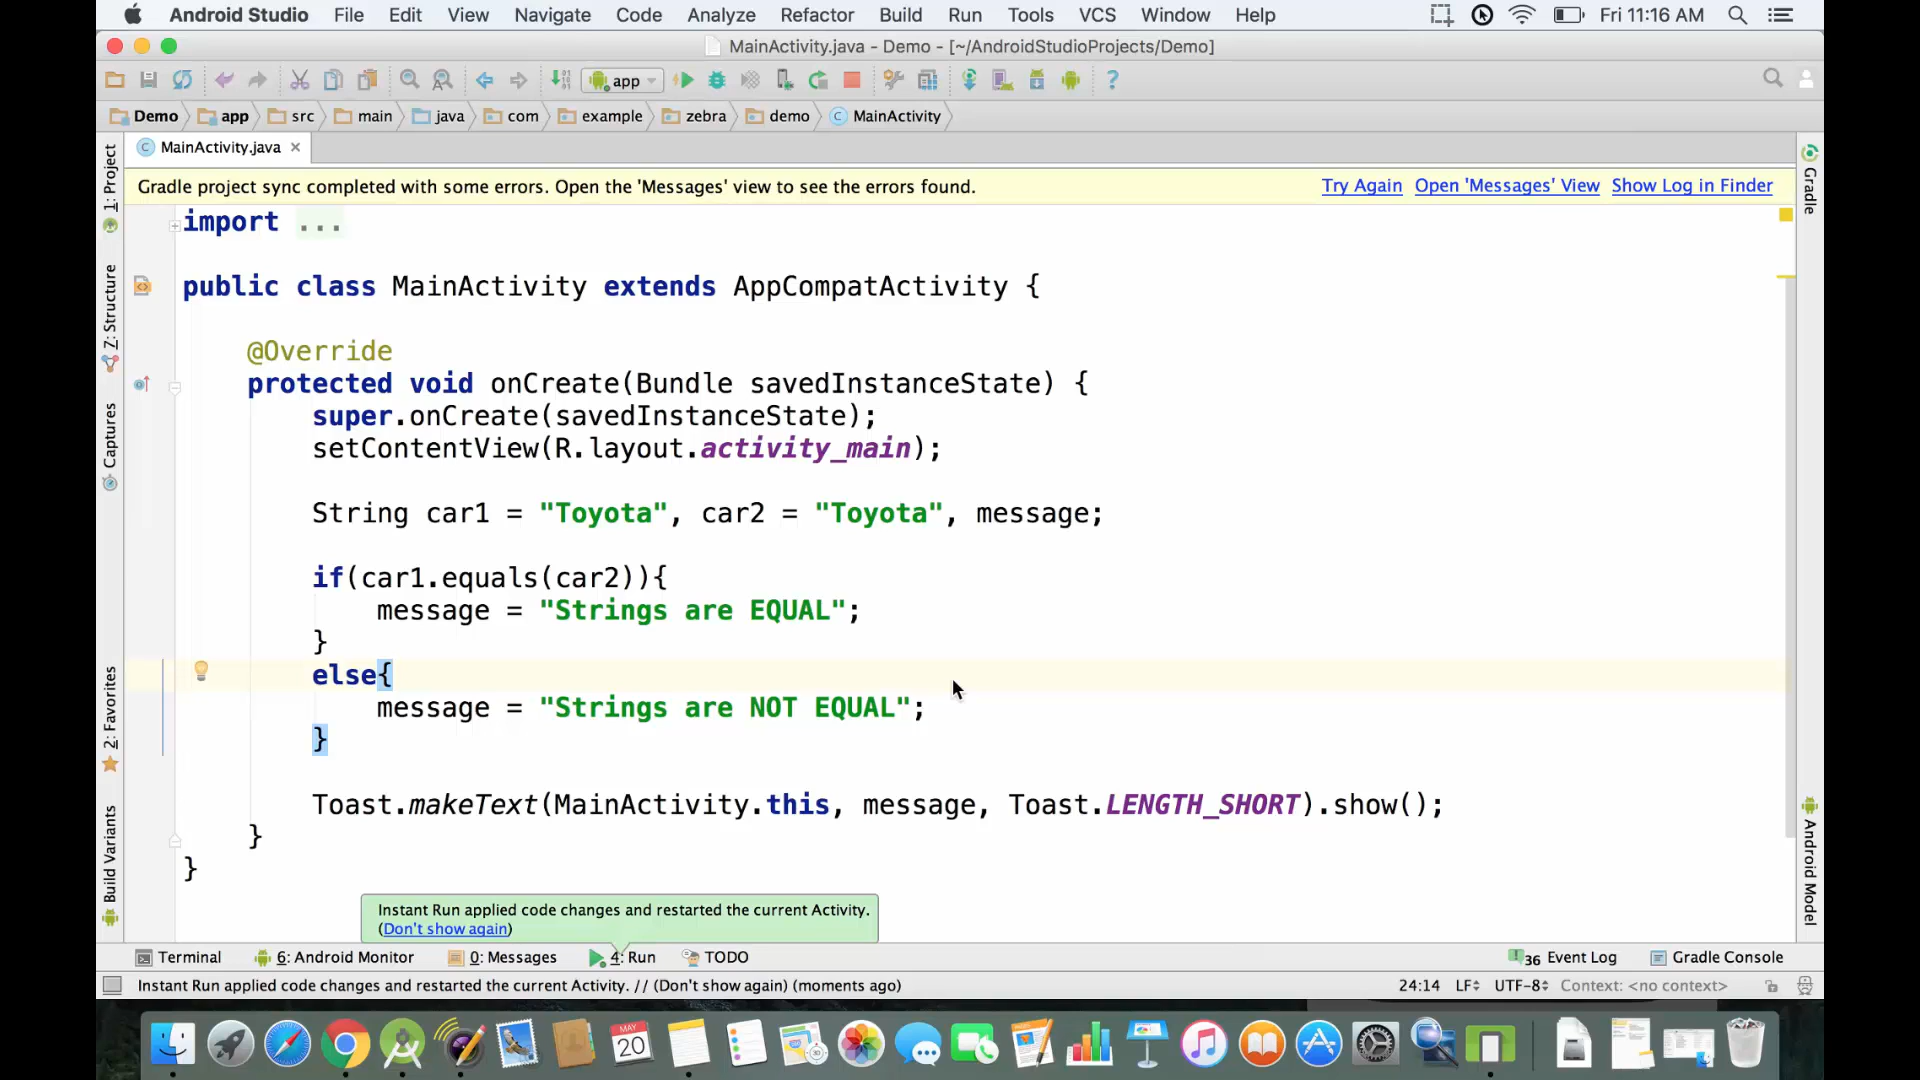 Android Studio File Edit View Navigate Code Analyze Refactor Build Run Tools VCS Window Help Fri 11:16 AM
MainActivity.java - Demo - [~/AndroidStudioProjects/Demo]
app
Demo app src main java com example zebra demo MainActivity
MainActivity.java
Gradle project sync completed with some errors. Open the 'Messages' view to see the errors found. Try Again Open 'Messages' View Show Log in Finder
1: Project
7: Structure
Captures
2: Favorites
Build Variants
Gradle
Android Model
import ...
public class MainActivity extends AppCompatActivity {
@Override
protected void onCreate(Bundle savedInstanceState) {
super.onCreate(savedInstanceState);
setContentView(R.layout.activity_main);
String car1 = "Toyota", car2 = "Toyota", message;
if(car1.equals(car2)){
message = "Strings are EQUAL";
}
else{
message = "Strings are NOT EQUAL";
}
Toast.makeText(MainActivity.this, message, Toast.LENGTH_SHORT).show();
}
}
Instant Run applied code changes and restarted the current Activity.
(Don't show again)
Terminal 6: Android Monitor 0: Messages 4: Run TODO 36 Event Log Gradle Console
Instant Run applied code changes and restarted the current Activity. // (Don't show again) (moments ago) 24:14 LF UTF-8 Context: <no context>
MAY
20